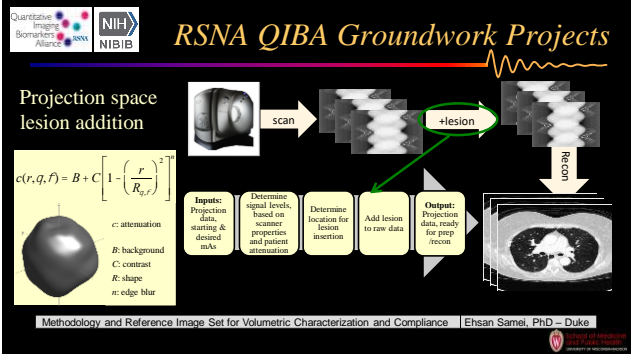 Quantitative
Imaging
Biomarkers
Alliance
RSNA
NIH
NIBIB
RSNA QIBA Groundwork Projects
Projection space
lesion addition
scan
+lesion
Recon
c(r,q,f) = B + C[1 - (r / R_{q,f})^2]^n
c: attenuation
B: background
C: contrast
R: shape
n: edge blur
Inputs:
Projection
data,
starting &
desired
mAs
Determine
signal levels,
based on
scanner
properties
and patient
attenuation
Determine
location for
lesion
insertion
Add lesion
to raw data
Output:
Projection
data, ready
for prep
/recon
Methodology and Reference Image Set for Volumetric Characterization and Compliance
Ehsan Samei, PhD – Duke
School of Medicine
and Public Health
UNIVERSITY OF WISCONSIN-MADISON